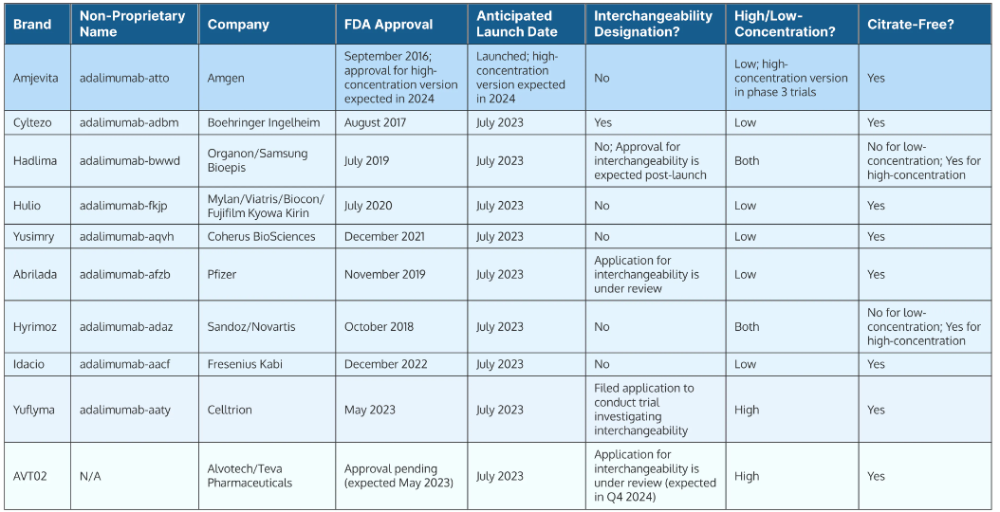 Brand
Non-Proprietary
Name
Company
FDA Approval
Anticipated
Launch Date
Interchangeability
Designation?
High/Low-
Concentration?
Citrate-Free?
Amjevita
adalimumab-atto
Amgen
September 2016;
approval for high-
concentration version
expected in 2024
Launched; high-
concentration
version expected
in 2024
No
Low; high-
concentration version
in phase 3 trials
Yes
Cyltezo
adalimumab-adbm
Boehringer Ingelheim
August 2017
July 2023
Yes
Low
Yes
Hadlima
adalimumab-bwwd
Organon/Samsung
Bioepis
July 2019
July 2023
No; Approval for
interchangeability is
expected post-launch
Both
No for low-
concentration; Yes for
high-concentration
Hulio
adalimumab-fkjp
Mylan/Viatris/Biocon/
Fujifilm Kyowa Kirin
July 2020
July 2023
No
Low
Yes
Yusimry
adalimumab-aqvh
Coherus BioSciences
December 2021
July 2023
No
Low
Yes
Abrilada
adalimumab-afzb
Pfizer
November 2019
July 2023
Application for
interchangeability is
under review
Low
Yes
Hyrimoz
adalimumab-adaz
Sandoz/Novartis
October 2018
July 2023
No
Both
No for low-
concentration; Yes for
high-concentration
Idacio
adalimumab-aacf
Fresenius Kabi
December 2022
July 2023
No
Low
Yes
Yuflyma
adalimumab-aaty
Celltrion
May 2023
July 2023
Filed application to
conduct trial
investigating
interchangeability
High
Yes
AVT02
N/A
Alvotech/Teva
Pharmaceuticals
Approval pending
(expected May 2023)
July 2023
Application for
interchangeability is
under review (expected
in Q4 2024)
High
Yes